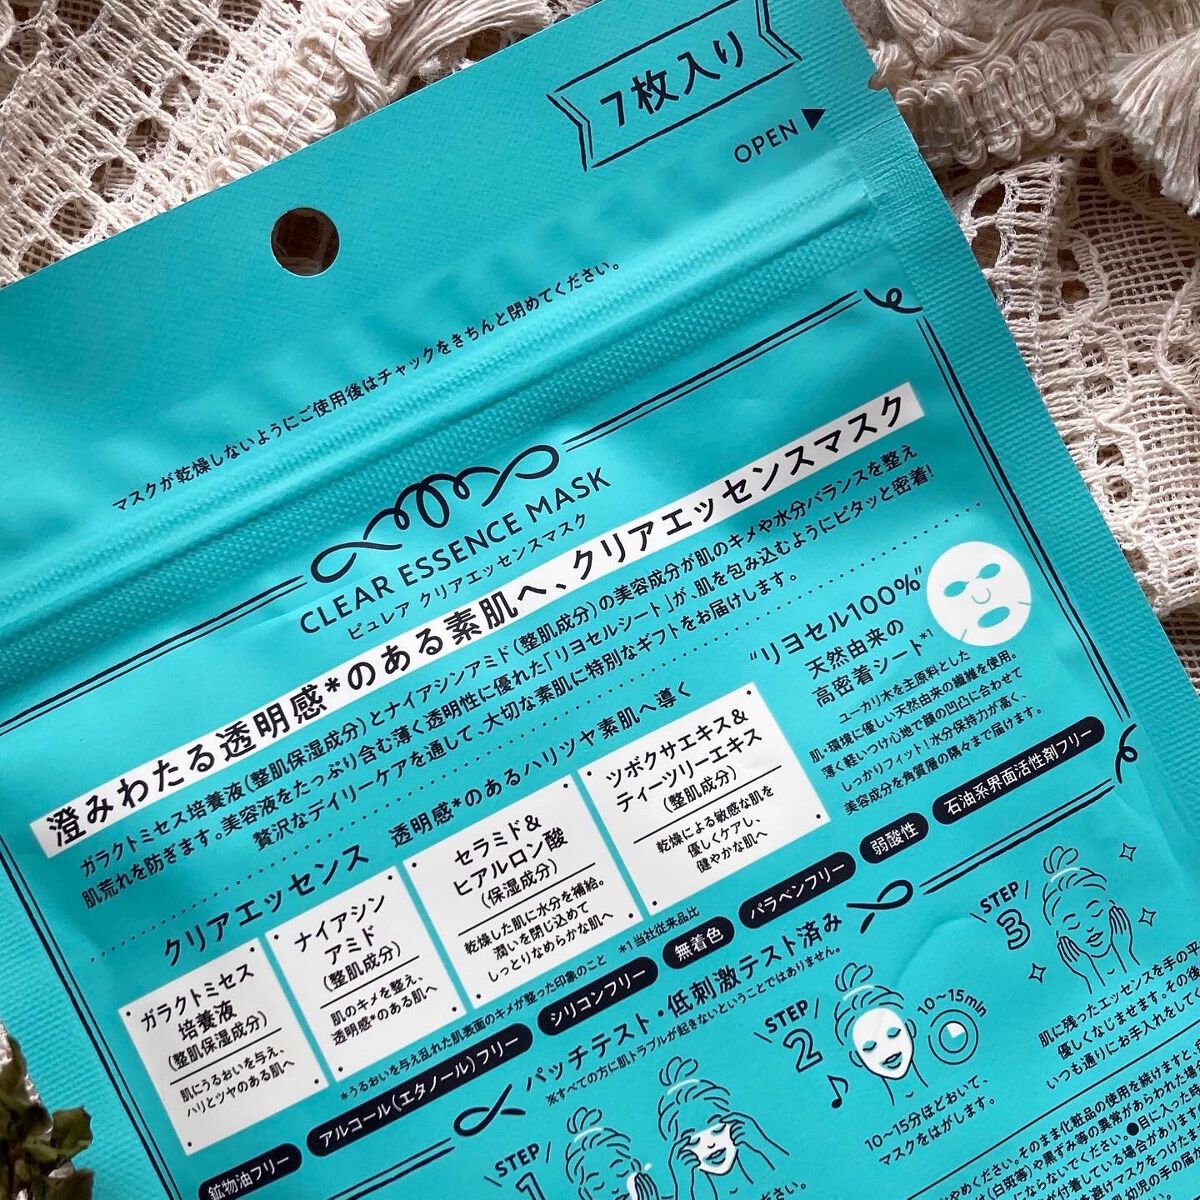 7枚入り
OPEN
マスクが乾燥しないようにご使用後はチャックをきちんと閉めてください。
CLEAR ESSENCE MASK
ピュレア クリアエッセンスマスク
澄みわたる透明感*のある素肌へ、クリアエッセンスマスク
ガラクトミセス培養液(整肌保湿成分)とナイアシンアミド(整肌成分)の美容成分が肌のキメや水分バランスを整え
肌荒れを防ぎます。美容液をたっぷり含む薄く透明性に優れた「リヨセルシート」が、肌を包み込むようにピタッと密着!
贅沢なデイリーケアを通して、大切な素肌に特別なギフトをお届けします。
クリアエッセンス 透明感*のあるハリツヤ素肌へ導く
ガラクトミセス
培養液
(整肌保湿成分)
肌にうるおいを与え、
ハリとツヤのある肌へ
ナイアシン
アミド
(整肌成分)
肌のキメを整え、
透明感*のある肌へ
セラミド&
ヒアルロン酸
(保湿成分)
乾燥した肌に水分を補給。
潤いを閉じ込めて
しっとりなめらかな肌へ
ツボクサエキス&
ティーツリーエキス
(整肌成分)
乾燥による敏感な肌を
優しくケアし、
健やかな肌へ
"リヨセル100%"
天然由来の
高密着シート*1
ユーカリ木を主原料とした
肌・環境に優しい天然由来の繊維を使用。
薄く軽いつけ心地で顔の凹凸に合わせて
しっかりフィット!水分保持力が高く、
美容成分を角質層の隅々まで届けます。
*うるおいを与え乱れた肌表面のキメが整った印象のこと *1当社従来品比
鉱物油フリー
アルコール(エタノール)フリー
シリコンフリー
無着色
パラベンフリー
弱酸性
石油系界面活性剤フリー
パッチテスト・低刺激テスト済み
※すべての方に肌トラブルが起きないということではありません。
STEP
1
STEP
2
10~15min
10~15分ほどおいて、
マスクをはがします。
STEP
3
肌に残ったエッセンスを手の平
優しくなじませます。その後
いつも通りにお手入れをして